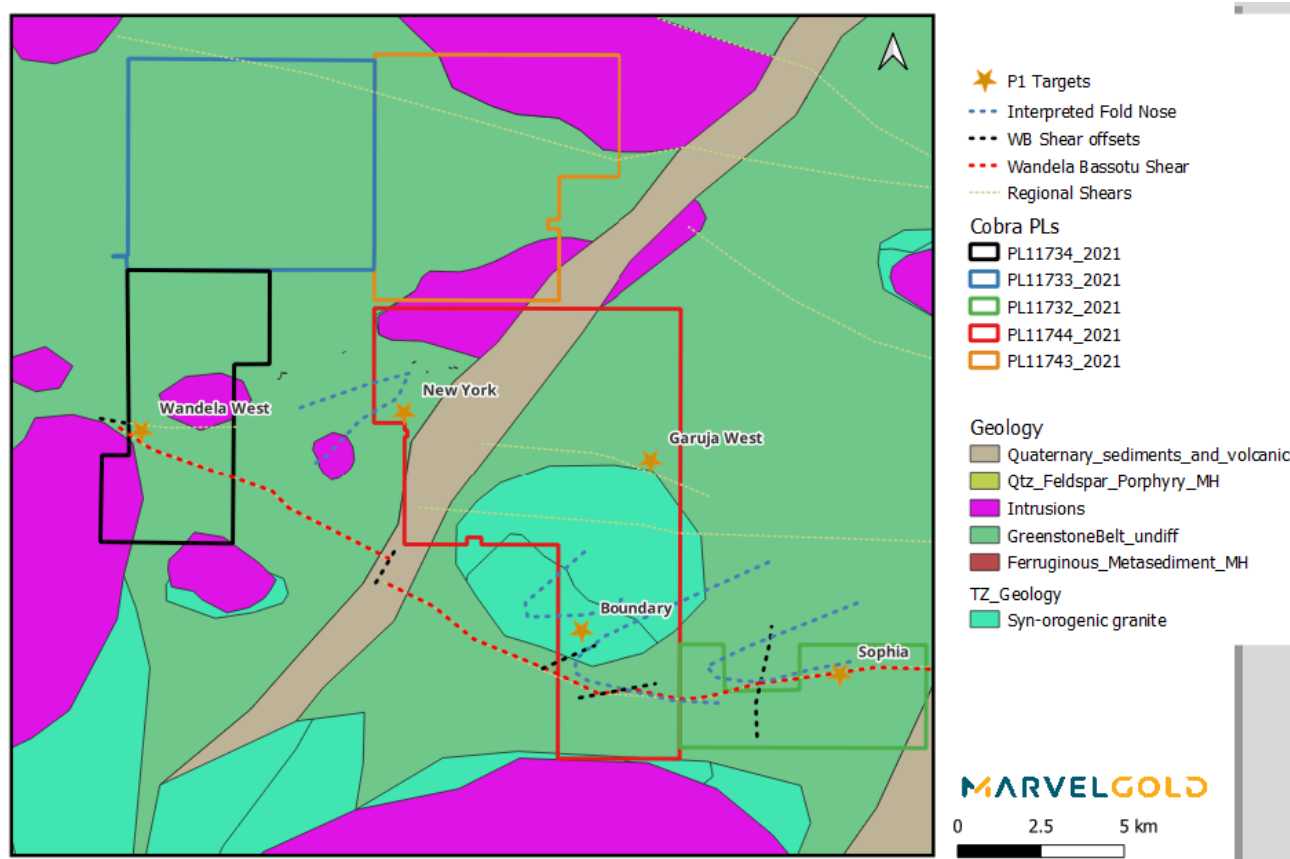 P1 Targets
Interpreted Fold Nose
WB Shear offsets
Wandela Bassotu Shear
Regional Shears
Cobra PLs
PL11734_2021
PL11733_2021
PL11732_2021
PL11744_2021
PL11743_2021
Geology
Quaternary_sediments_and_volcanic
Qtz_Feldspar_Porphyry_MH
Intrusions
GreenstoneBelt_undiff
Ferruginous_Metasediment_MH
TZ_Geology
Syn-orogenic granite
New York
Wandela West
Garuja West
Boundary
Sophia
MARVELGOLD
0 2.5 5 km